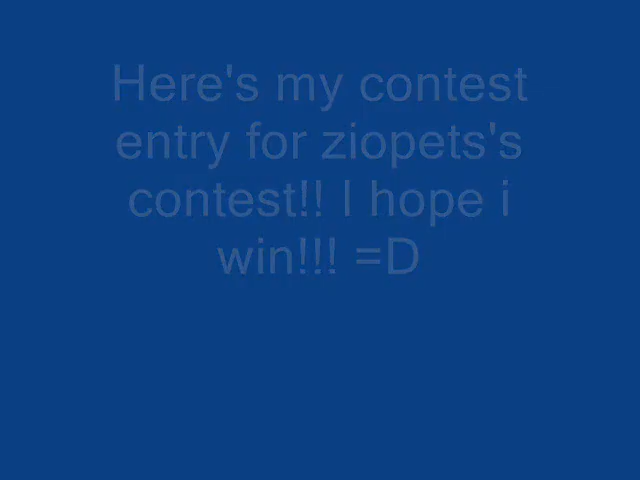 Here's my contest
entry for ziopets's
contest!! I hope i
win!!! =D